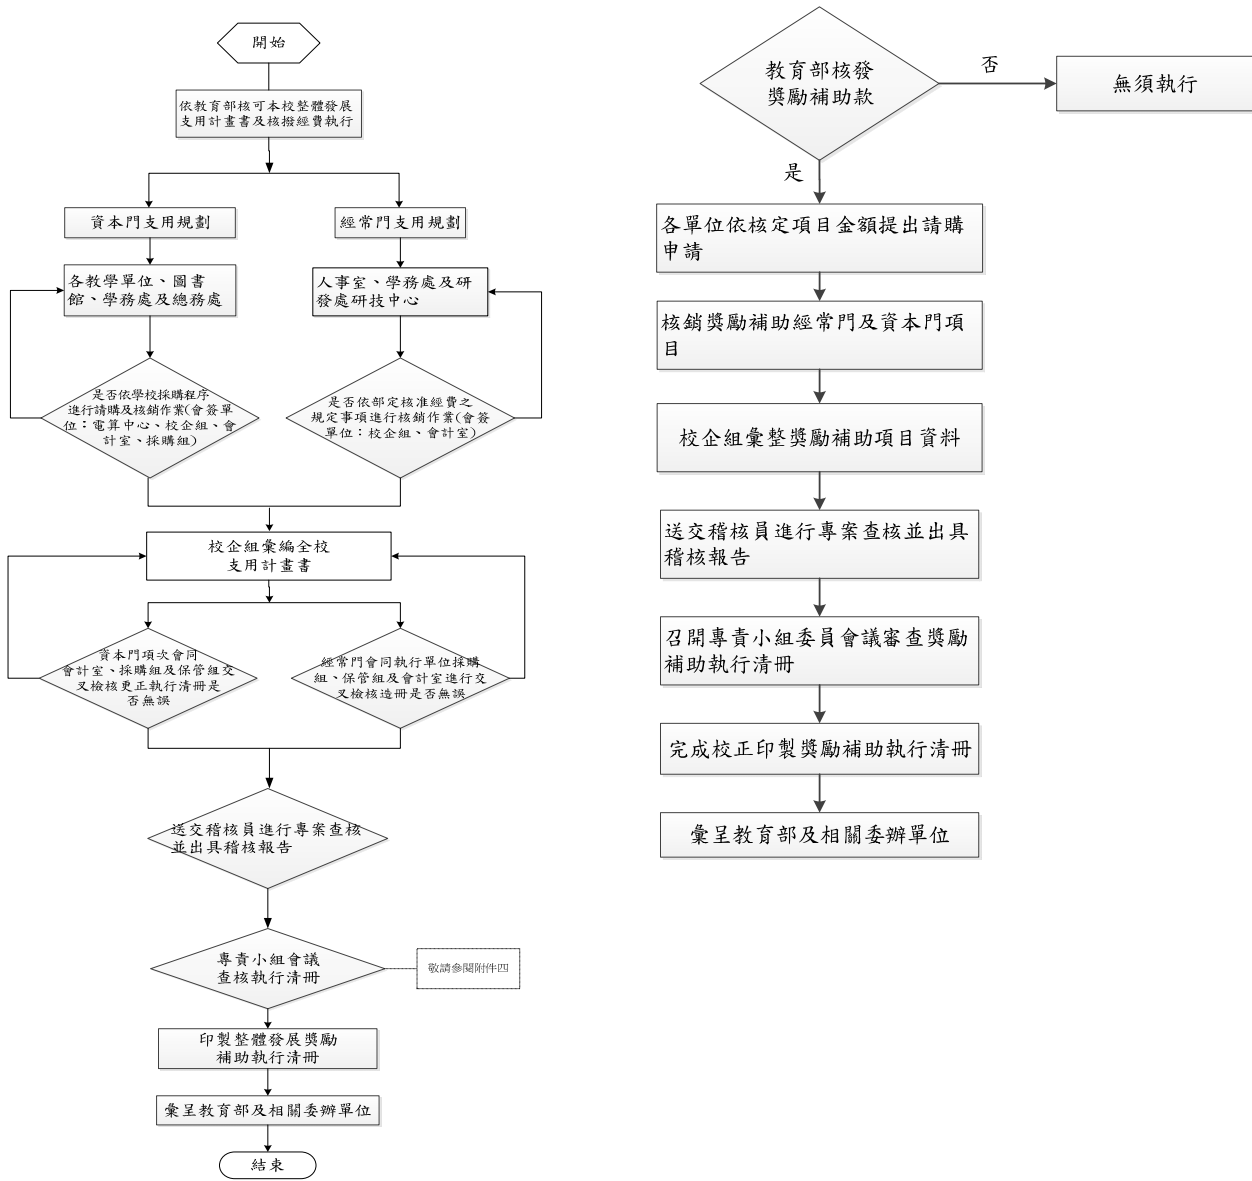 開始
依教育部核可本校整體發展
支用計畫書及核撥經費執行
資本門支用規劃
經常門支用規劃
各教學單位、圖書
館、學務處及總務處
人事室、學務處及研
發處研技中心
是否依學校採購程序
進行請購及核銷作業(會簽單
位：電算中心、校企組、會
計室、採購組)
是否依部定核准經費之
規定事項進行核銷作業(會簽
單位：校企組、會計室)
校企組彙編全校
支用計畫書
資本門項次會同
會計室、採購組及保管組交
叉檢核更正執行清冊是
否無誤
經常門會同執行單位採購
組、保管組及會計室進行交
叉檢核造冊是否無誤
送交稽核員進行專案查核
並出具稽核報告
專責小組會議
查核執行清冊
敬請參閱附件四
印製整體發展獎勵
補助執行清冊
彙呈教育部及相關委辦單位
結束
教育部核發
獎勵補助款
否
無須執行
是
各單位依核定項目金額提出請購
申請
核銷獎勵補助經常門及資本門項
目
校企組彙整獎勵補助項目資料
送交稽核員進行專案查核並出具
稽核報告
召開專責小組委員會議審查獎勵
補助執行清冊
完成校正印製獎勵補助執行清冊
彙呈教育部及相關委辦單位